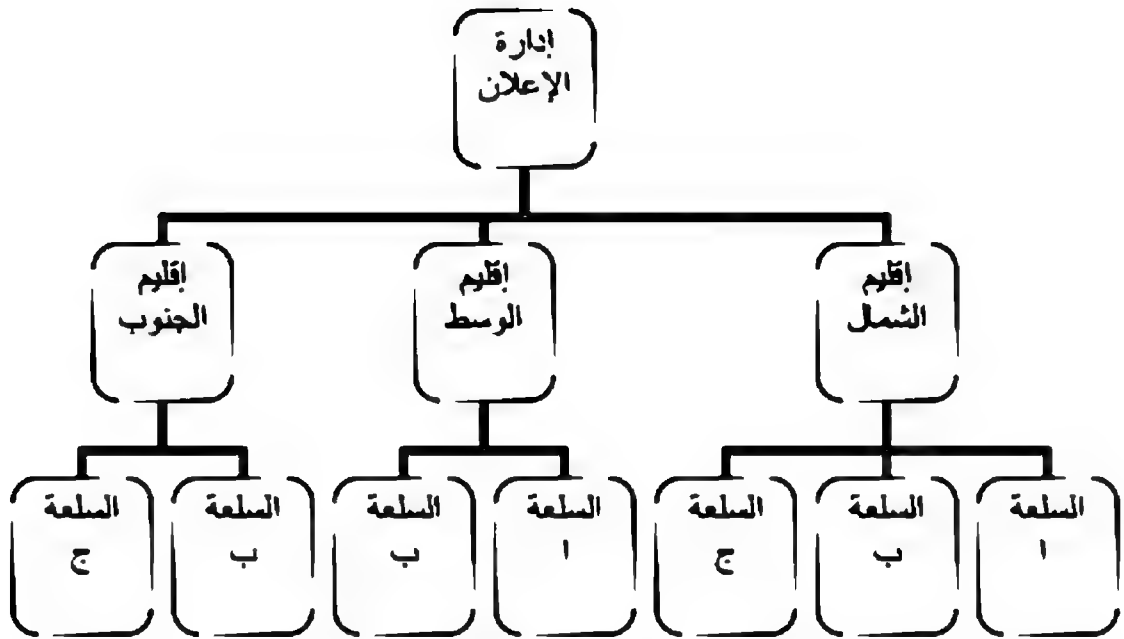 إدارة
الإعلان
إقليم
الشمال
إقليم
الوسط
إقليم
الجنوب
السلعة
ا
السلعة
ب
السلعة
ج
السلعة
ا
السلعة
ب
السلعة
ب
السلعة
ج